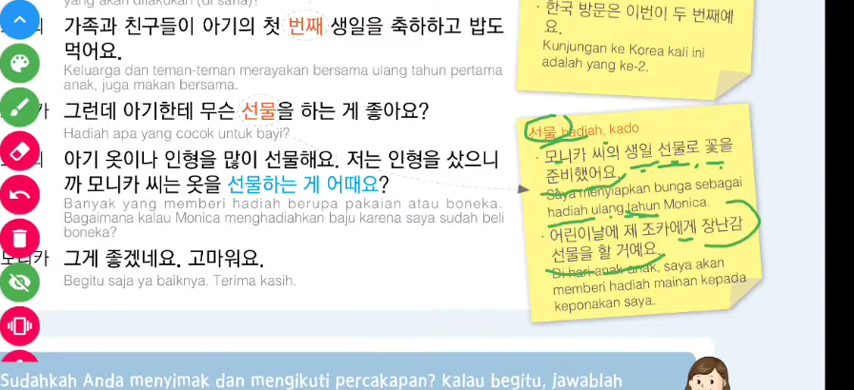 yang akan dilakukan (di sana)?
가족과 친구들이 아기의 첫 번째 생일을 축하하고 밥도
먹어요.
Keluarga dan teman-teman merayakan bersama ulang tahun pertama
anak, juga makan bersama.
카 그런데 아기한테 무슨 선물을 하는 게 좋아요?
Hadiah apa yang cocok untuk bayi?
아기 옷이나 인형을 많이 선물해요. 저는 인형을 샀으니
까 모니카 씨는 옷을 선물하는 게 어때요?
Banyak yang memberi hadiah berupa pakaian atau boneka.
Bagaimana kalau Monica menghadiahkan baju karena saya sudah beli
boneka?
모니카 그게 좋겠네요. 고마워요.
Begitu saja ya baiknya. Terima kasih.
· 한국 방문은 이번이 두 번째예
요.
Kunjungan ke Korea kali ini
adalah yang ke-2.
선물 hadiah, kado
· 모니카 씨의 생일 선물로 꽃을
준비했어요.
Saya menyiapkan bunga sebagai
hadiah ulang tahun Monica.
· 어린이날에 제 조카에게 장난감
선물을 할 거예요.
Di hari anak-anak, saya akan
memberi hadiah mainan kepada
keponakan saya.
Sudahkah Anda menyimak dan mengikuti percakapan? Kalau begitu, jawablah